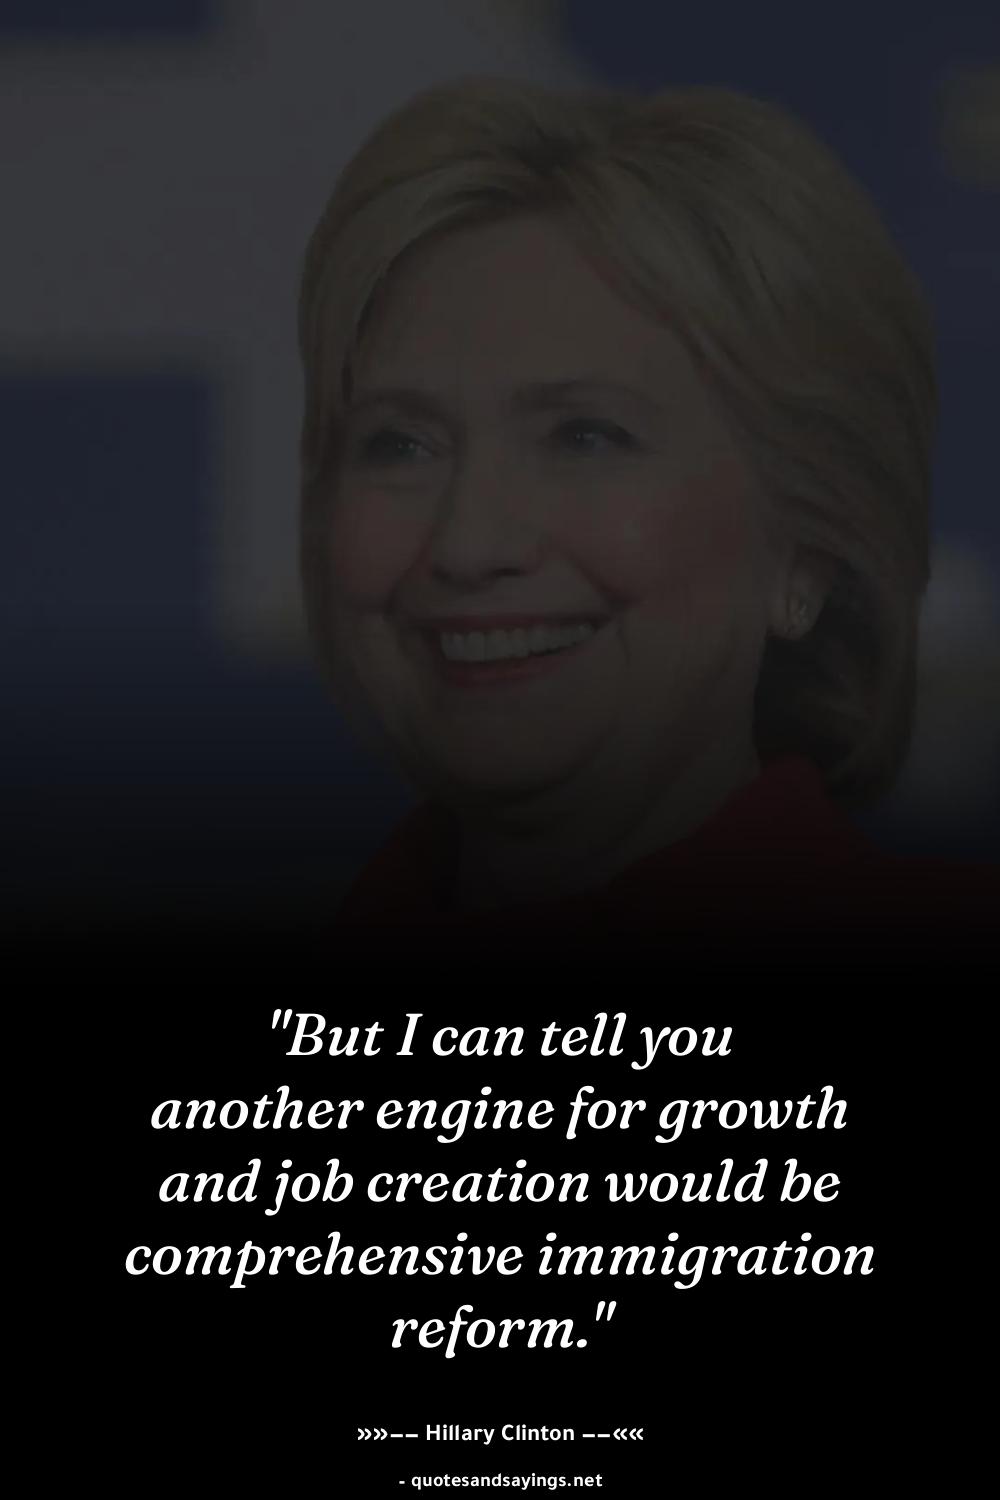 "But I can tell you
another engine for growth
and job creation would be
comprehensive immigration
reform."
»»−− Hillary Clinton −−««
- quotesandsayings.net